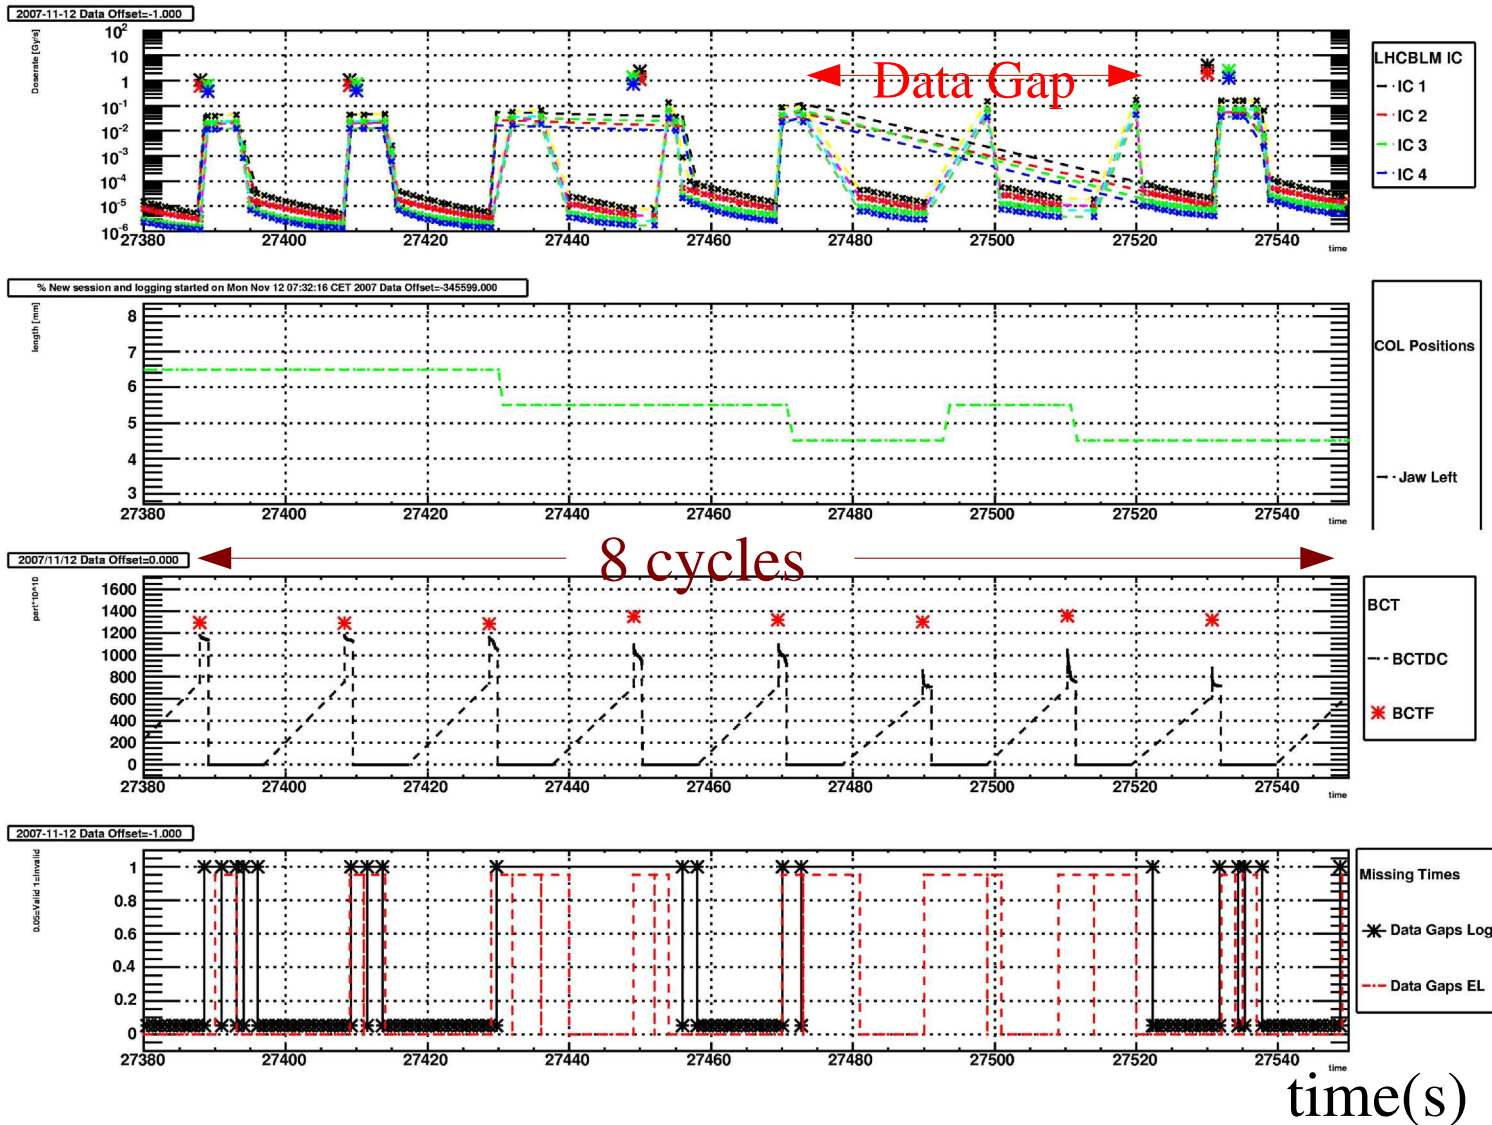 2007-11-12 Data Offset=-1.000
Doserate [Gy/s]
10^2
10
1
10^-1
10^-2
10^-3
10^-4
10^-5
10^-6
Data Gap
27380 27400 27420 27440 27460 27480 27500 27520 27540
time
LHCBLM IC
IC 1
IC 2
IC 3
IC 4
% New session and logging started on Mon Nov 12 07:32:16 CET 2007 Data Offset=-345599.000
length [mm]
8
7
6
5
4
3
27380 27400 27420 27440 27460 27480 27500 27520 27540
time
COL Positions
Jaw Left
2007/11/12 Data Offset=0.000
8 cycles
part*10^10
1600
1400
1200
1000
800
600
400
200
0
27380 27400 27420 27440 27460 27480 27500 27520 27540
time
BCT
BCTDC
BCTF
2007-11-12 Data Offset=-1.000
0.05=Valid 1=Invalid
1
0.8
0.6
0.4
0.2
0
27380 27400 27420 27440 27460 27480 27500 27520 27540
time
Missing Times
Data Gaps Log
Data Gaps EL
time(s)